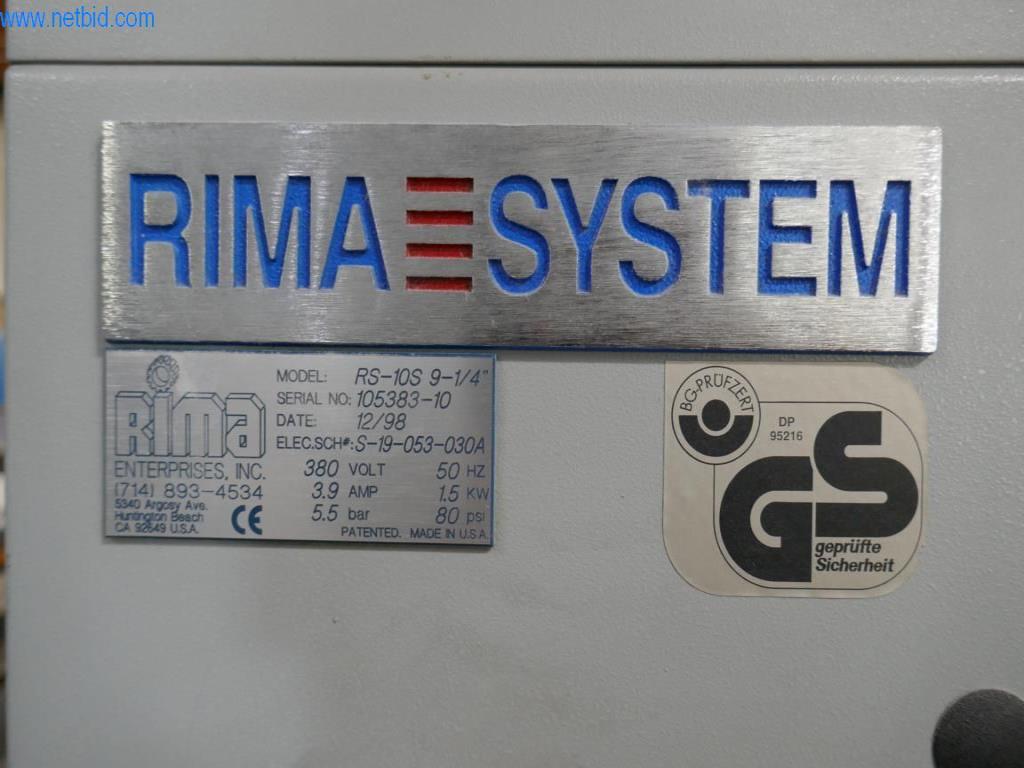 www.netbid.com
RIMA SYSTEM
Rima
ENTERPRISES, INC.
(714) 893-4534
5340 Argosy Ave.
Huntington Beach
CA 92649 U.S.A.
CE
MODEL: RS-10S 9-1/4"
SERIAL NO: 105383-10
DATE: 12/98
ELEC.SCH#: S-19-053-030A
380 VOLT 50 HZ
3.9 AMP 1.5 KW
5.5 bar 80 psi
PATENTED. MADE IN U.S.A.
BG-PRÜFZERT
DP
95216
GS
geprüfte
Sicherheit